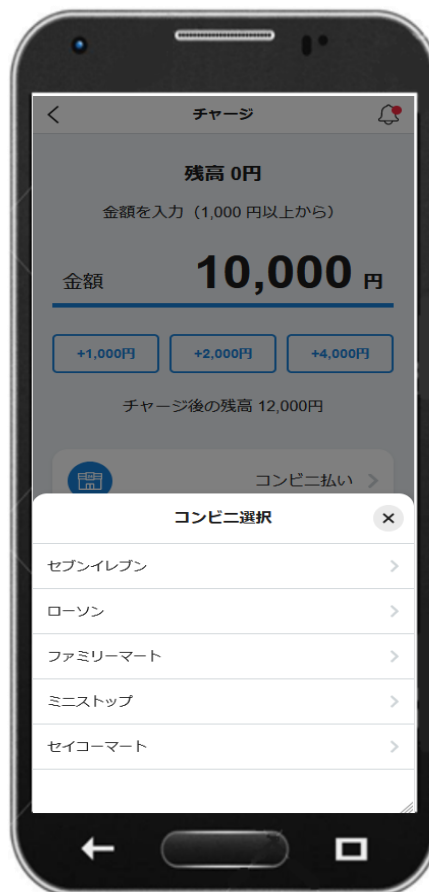 チャージ
残高 0円
金額を入力（1,000 円以上から）
金額 10,000 円
+1,000円 +2,000円 +4,000円
チャージ後の残高 12,000円
コンビニ払い
コンビニ選択
セブンイレブン
ローソン
ファミリーマート
ミニストップ
セイコーマート